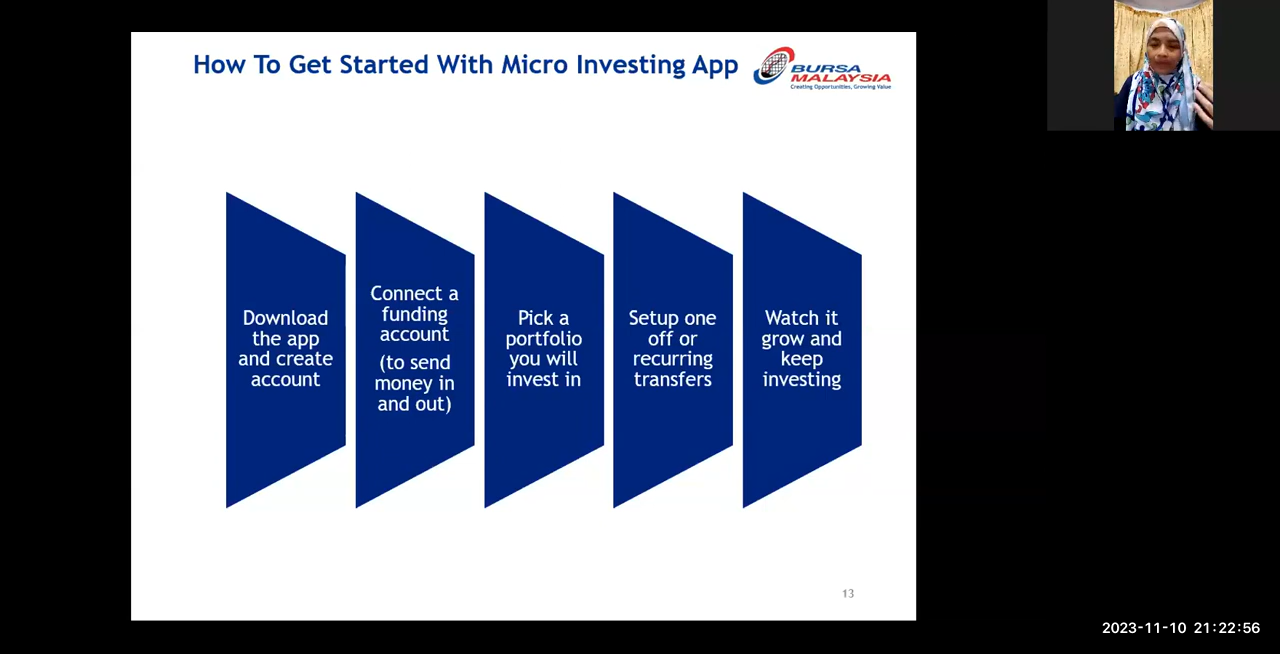 How To Get Started With Micro Investing App
BURSA
MALAYSIA
Creating Opportunities, Growing Value
Download
the app
and create
account
Connect a
funding
account
(to send
money in
and out)
Pick a
portfolio
you will
invest in
Setup one
off or
recurring
transfers
Watch it
grow and
keep
investing
13
2023-11-10 21:22:56